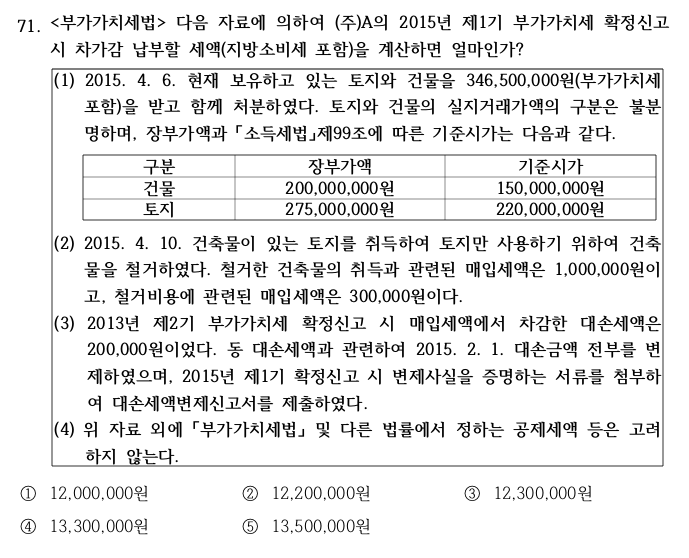 71. <부가가치세법> 다음 자료에 의하여 (주)A의 2015년 제1기 부가가치세 확정신고
시 차가감 납부할 세액(지방소비세 포함)을 계산하면 얼마인가?
(1) 2015. 4. 6. 현재 보유하고 있는 토지와 건물을 346,500,000원(부가가치세
포함)을 받고 함께 처분하였다. 토지와 건물의 실지거래가액의 구분은 불분
명하며, 장부가액과 「소득세법」제99조에 따른 기준시가는 다음과 같다.
구분 장부가액 기준시가
건물 200,000,000원 150,000,000원
토지 275,000,000원 220,000,000원
(2) 2015. 4. 10. 건축물이 있는 토지를 취득하여 토지만 사용하기 위하여 건축
물을 철거하였다. 철거한 건축물의 취득과 관련된 매입세액은 1,000,000원이
고, 철거비용에 관련된 매입세액은 300,000원이다.
(3) 2013년 제2기 부가가치세 확정신고 시 매입세액에서 차감한 대손세액은
200,000원이었다. 동 대손세액과 관련하여 2015. 2. 1. 대손금액 전부를 변
제하였으며, 2015년 제1기 확정신고 시 변제사실을 증명하는 서류를 첨부하
여 대손세액변제신고서를 제출하였다.
(4) 위 자료 외에 「부가가치세법」 및 다른 법률에서 정하는 공제세액 등은 고려
하지 않는다.
① 12,000,000원 ② 12,200,000원 ③ 12,300,000원
④ 13,300,000원 ⑤ 13,500,000원